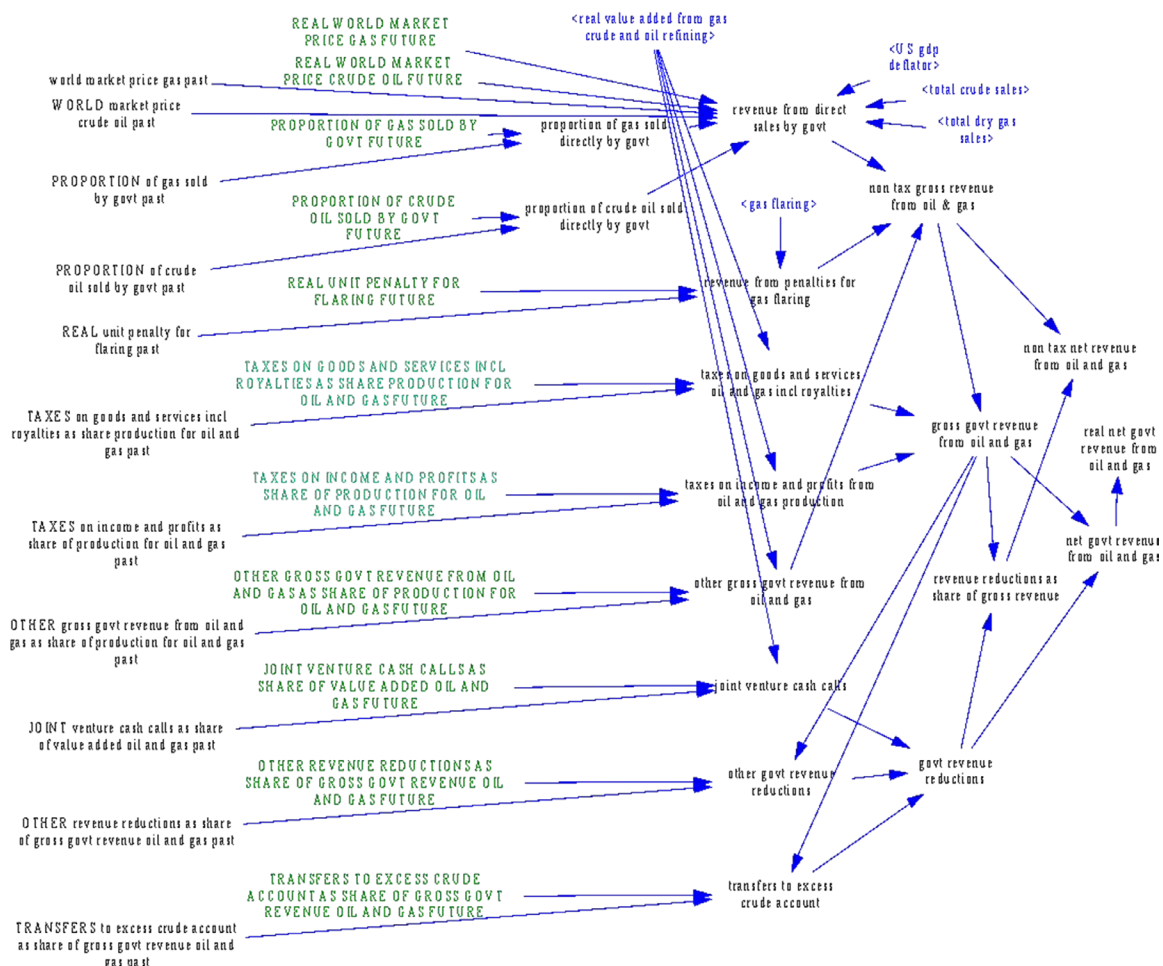 REAL WORLD MARKET
PRICE GAS FUTURE
<real value added from gas
crude and oil refining>
REAL WORLD MARKET
PRICE CRUDE OIL FUTURE
<US gdp
deflator>
world market price gas past
<total crude sales>
WORLD market price
crude oil past
revenue from direct
sales by govt
PROPORTION OF GAS SOLD BY
GOVT FUTURE
proportion of gas sold
directly by govt
<total dry gas
sales>
PROPORTION of gas sold
by govt past
non tax gross revenue
from oil & gas
PROPORTION OF CRUDE
OIL SOLD BY GOVT
FUTURE
proportion of crude oil sold
directly by govt
<gas flaring>
PROPORTION of crude
oil sold by govt past
REAL UNIT PENALTY FOR
FLARING FUTURE
revenue from penalties for
gas flaring
REAL unit penalty for
flaring past
non tax net revenue
from oil and gas
TAXES ON GOODS AND SERVICES INCL
ROYALTIES AS SHARE PRODUCTION FOR
OIL AND GAS FUTURE
taxes on goods and services
oil and gas incl royalties
TAXES on goods and services incl
royalties as share production for oil and
gas past
gross govt revenue
from oil and gas
real net govt
revenue from
oil and gas
TAXES ON INCOME AND PROFITS AS
SHARE OF PRODUCTION FOR OIL
AND GAS FUTURE
taxes on income and profits from
oil and gas production
TAXES on income and profits as
share of production for oil and gas
past
net govt revenue
from oil and gas
OTHER GROSS GOVT REVENUE FROM OIL
AND GAS AS SHARE OF PRODUCTION FOR
OIL AND GAS FUTURE
other gross govt revenue from
oil and gas
revenue reductions as
share of gross revenue
OTHER gross govt revenue from oil and
gas as share of production for oil and gas
past
JOINT VENTURE CASH CALLS AS
SHARE OF VALUE ADDED OIL AND
GAS FUTURE
joint venture cash calls
JOINT venture cash calls as share
of value added oil and gas past
OTHER REVENUE REDUCTIONS AS
SHARE OF GROSS GOVT REVENUE OIL
AND GAS FUTURE
other govt revenue
reductions
govt revenue
reductions
OTHER revenue reductions as share
of gross govt revenue oil and gas past
TRANSFERS TO EXCESS CRUDE
ACCOUNT AS SHARE OF GROSS GOVT
REVENUE OIL AND GAS FUTURE
transfers to excess
crude account
TRANSFERS to excess crude account
as share of gross govt revenue oil and
gas past